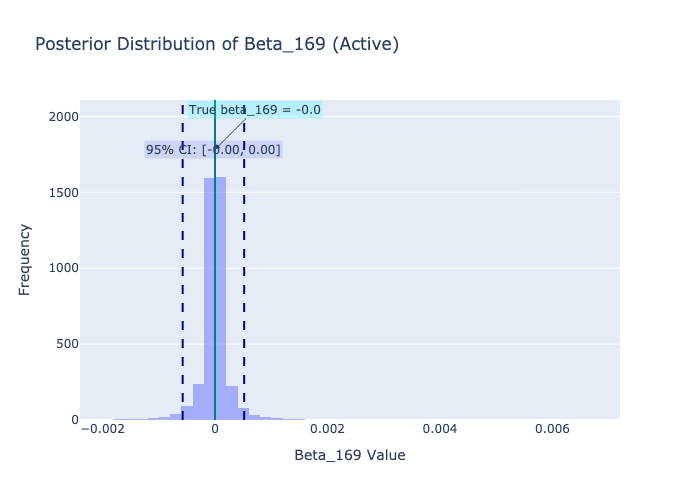 Posterior Distribution of Beta_169 (Active)
True beta_169 = -0.0
95% CI: [-0.00, 0.00]
2000
1500
1000
500
0
Frequency
−0.002
0
0.002
0.004
0.006
Beta_169 Value